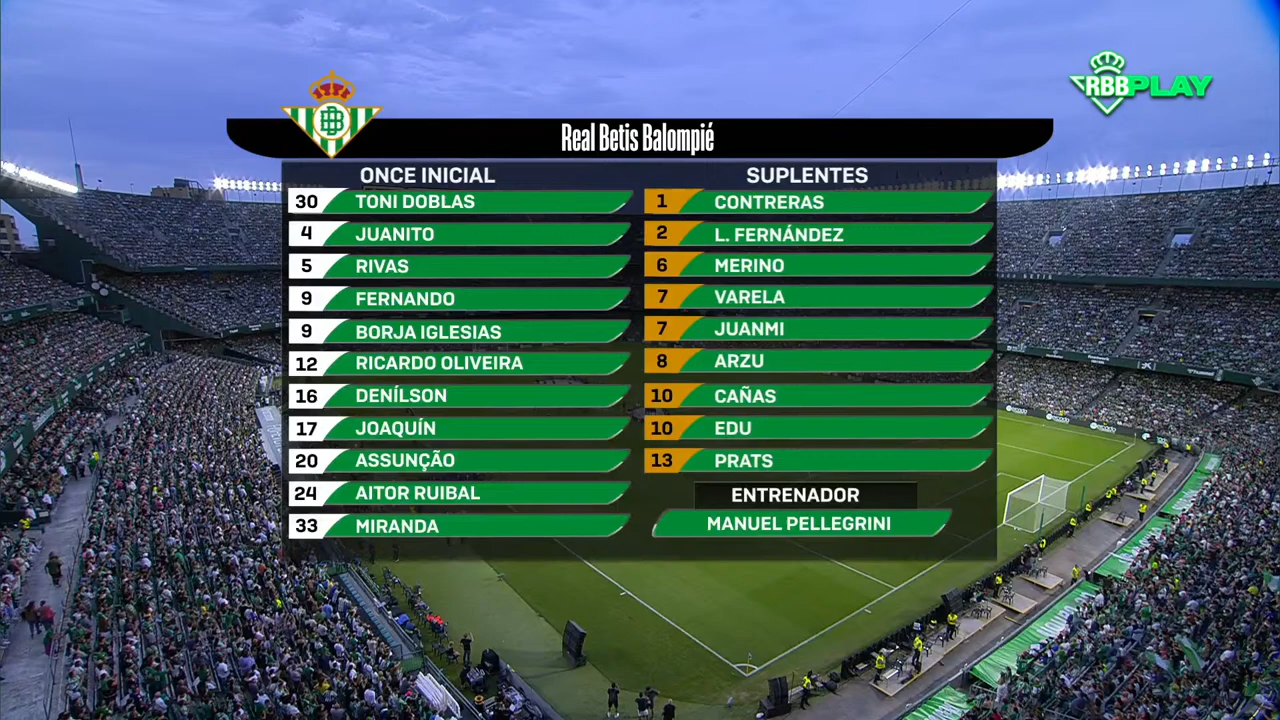 RBBPLAY
Real Betis Balompié
ONCE INICIAL
30 TONI DOBLAS
4 JUANITO
5 RIVAS
9 FERNANDO
9 BORJA IGLESIAS
12 RICARDO OLIVEIRA
16 DENÍLSON
17 JOAQUÍN
20 ASSUNÇÃO
24 AITOR RUIBAL
33 MIRANDA
SUPLENTES
1 CONTRERAS
2 L. FERNÁNDEZ
6 MERINO
7 VARELA
7 JUANMI
8 ARZU
10 CAÑAS
10 EDU
13 PRATS
ENTRENADOR
MANUEL PELLEGRINI